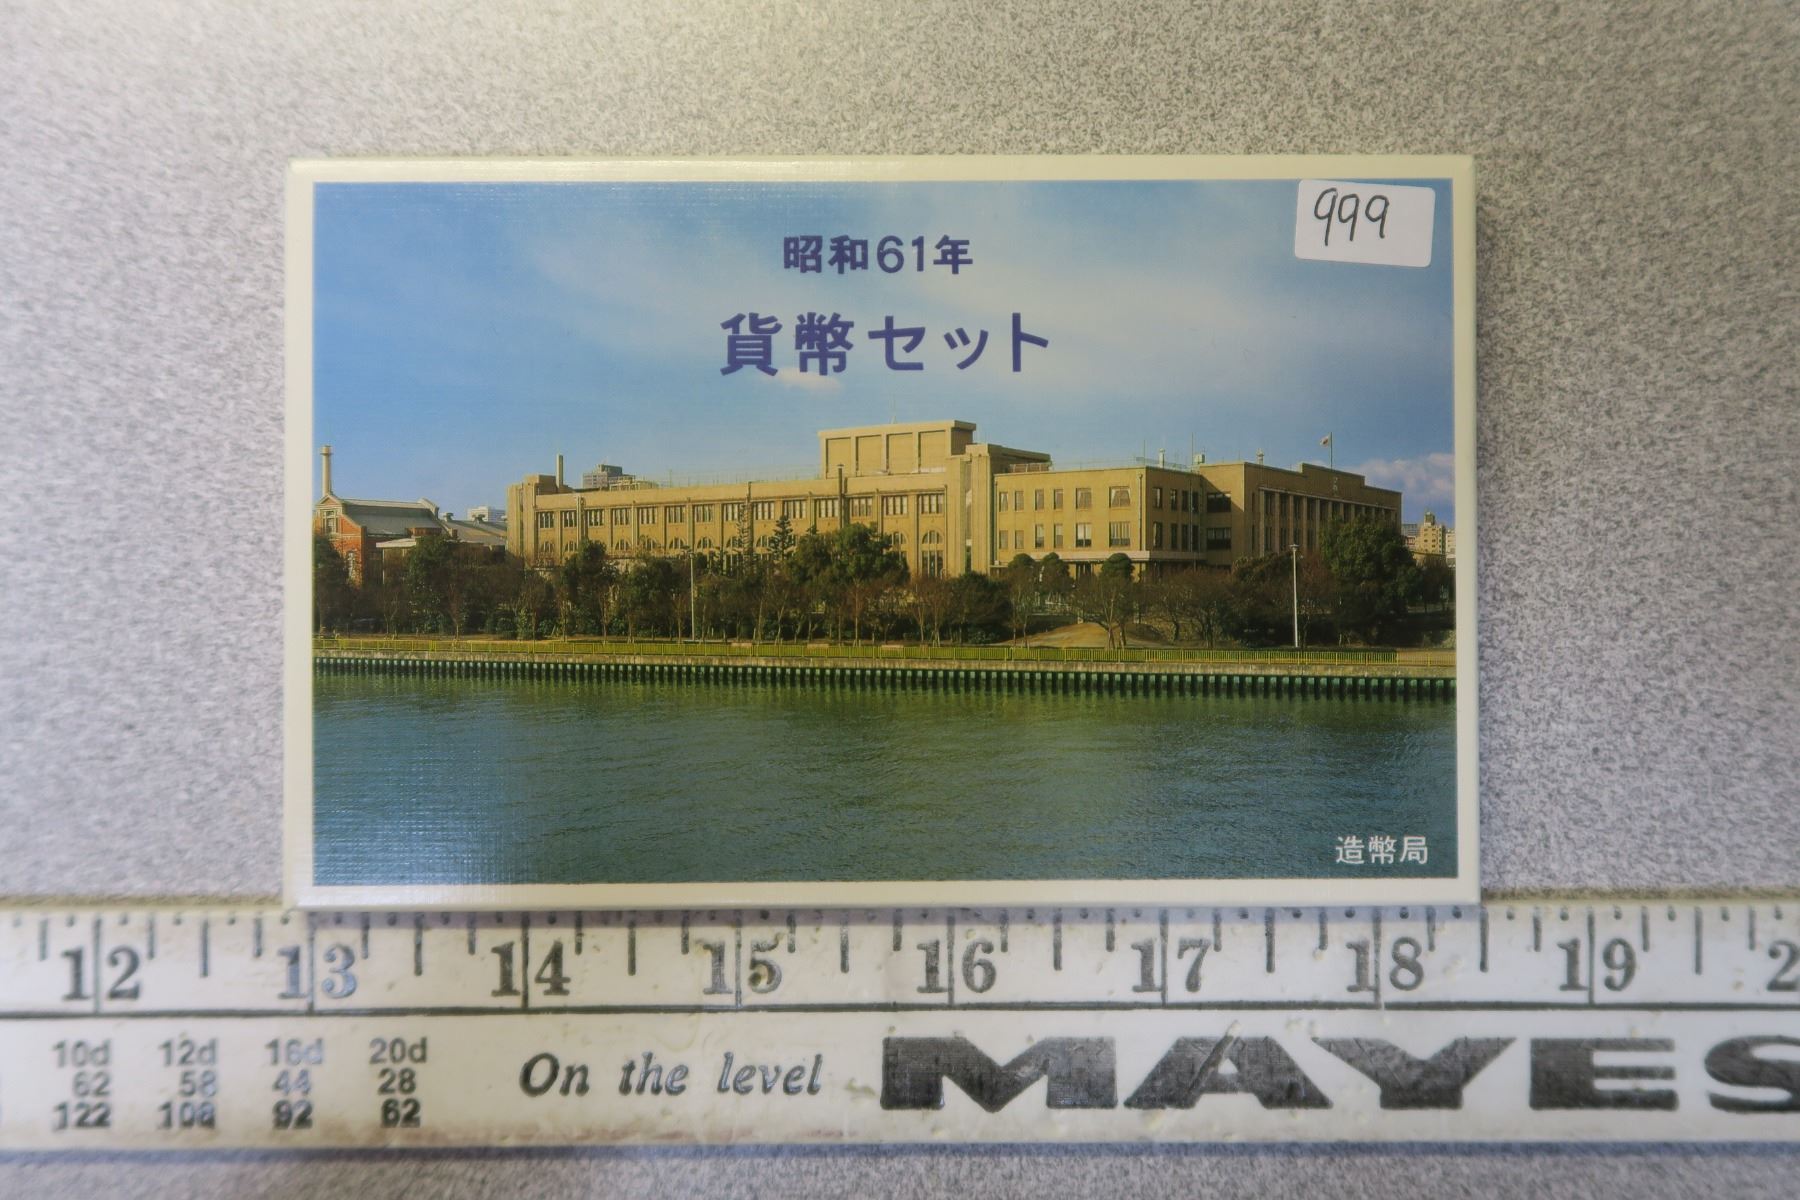 999
昭和61年
貨幣セット
造幣局
12 13 14 15 16 17 18 19 2
10d 12d 16d 20d
62 58 44 28
122 108 92 62
On the level MAYES